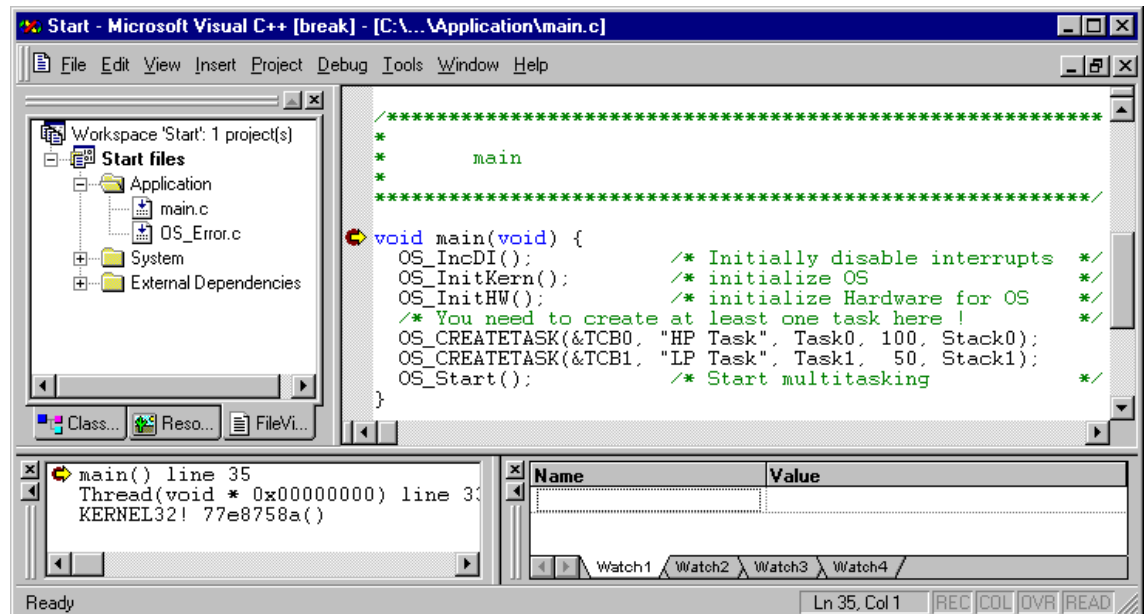 Start - Microsoft Visual C++ [break] - [C:\...\Application\main.c]
File Edit View Insert Project Debug Tools Window Help
Workspace 'Start': 1 project(s)
Start files
Application
main.c
OS_Error.c
System
External Dependencies
Class... Reso... FileVi...
/*********************************************************
*
* main
*
*********************************************************/
void main(void) {
OS_IncDI(); /* Initially disable interrupts */
OS_InitKern(); /* initialize OS */
OS_InitHW(); /* initialize Hardware for OS */
/* You need to create at least one task here ! */
OS_CREATETASK(&TCB0, "HP Task", Task0, 100, Stack0);
OS_CREATETASK(&TCB1, "LP Task", Task1, 50, Stack1);
OS_Start(); /* Start multitasking */
}
main() line 35
Thread(void * 0x00000000) line 33
KERNEL32! 77e8758a()
Name Value
Watch1 Watch2 Watch3 Watch4
Ready Ln 35, Col 1 REC COL OVR READ